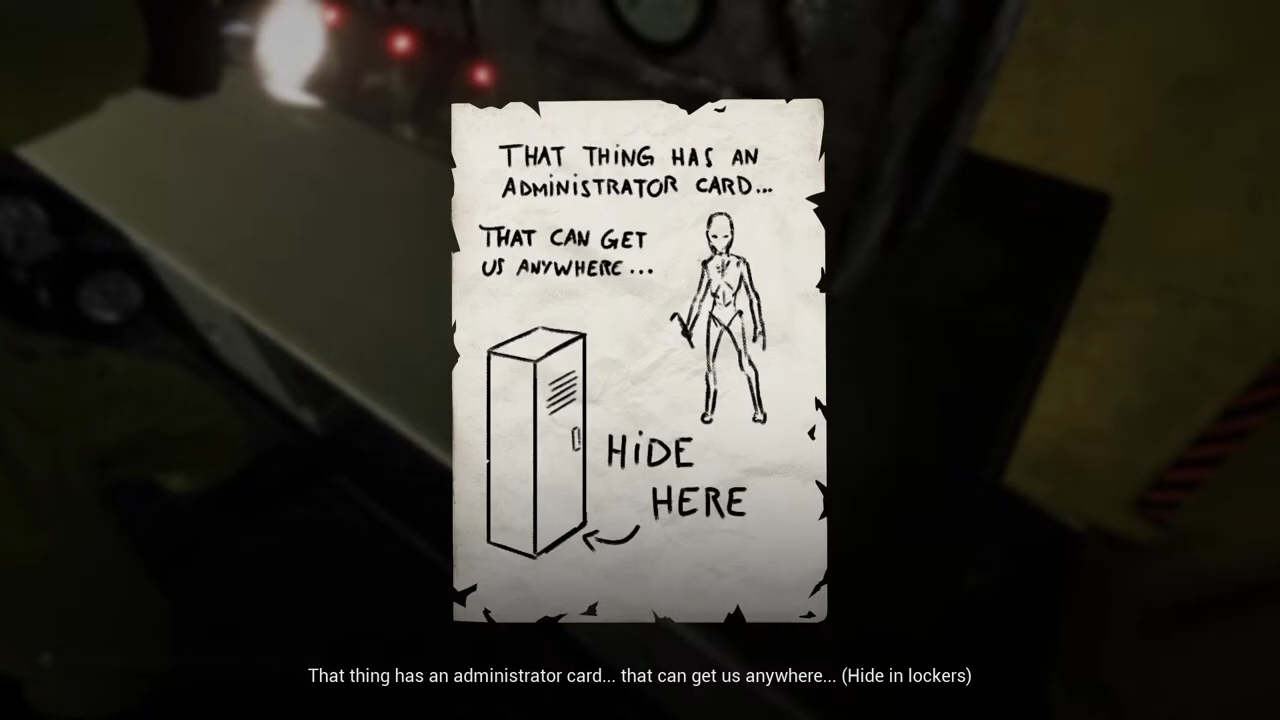 THAT THING HAS AN
ADMINISTRATOR CARD...
THAT CAN GET
US ANYWHERE...
HIDE
HERE
That thing has an administrator card... that can get us anywhere... (Hide in lockers)